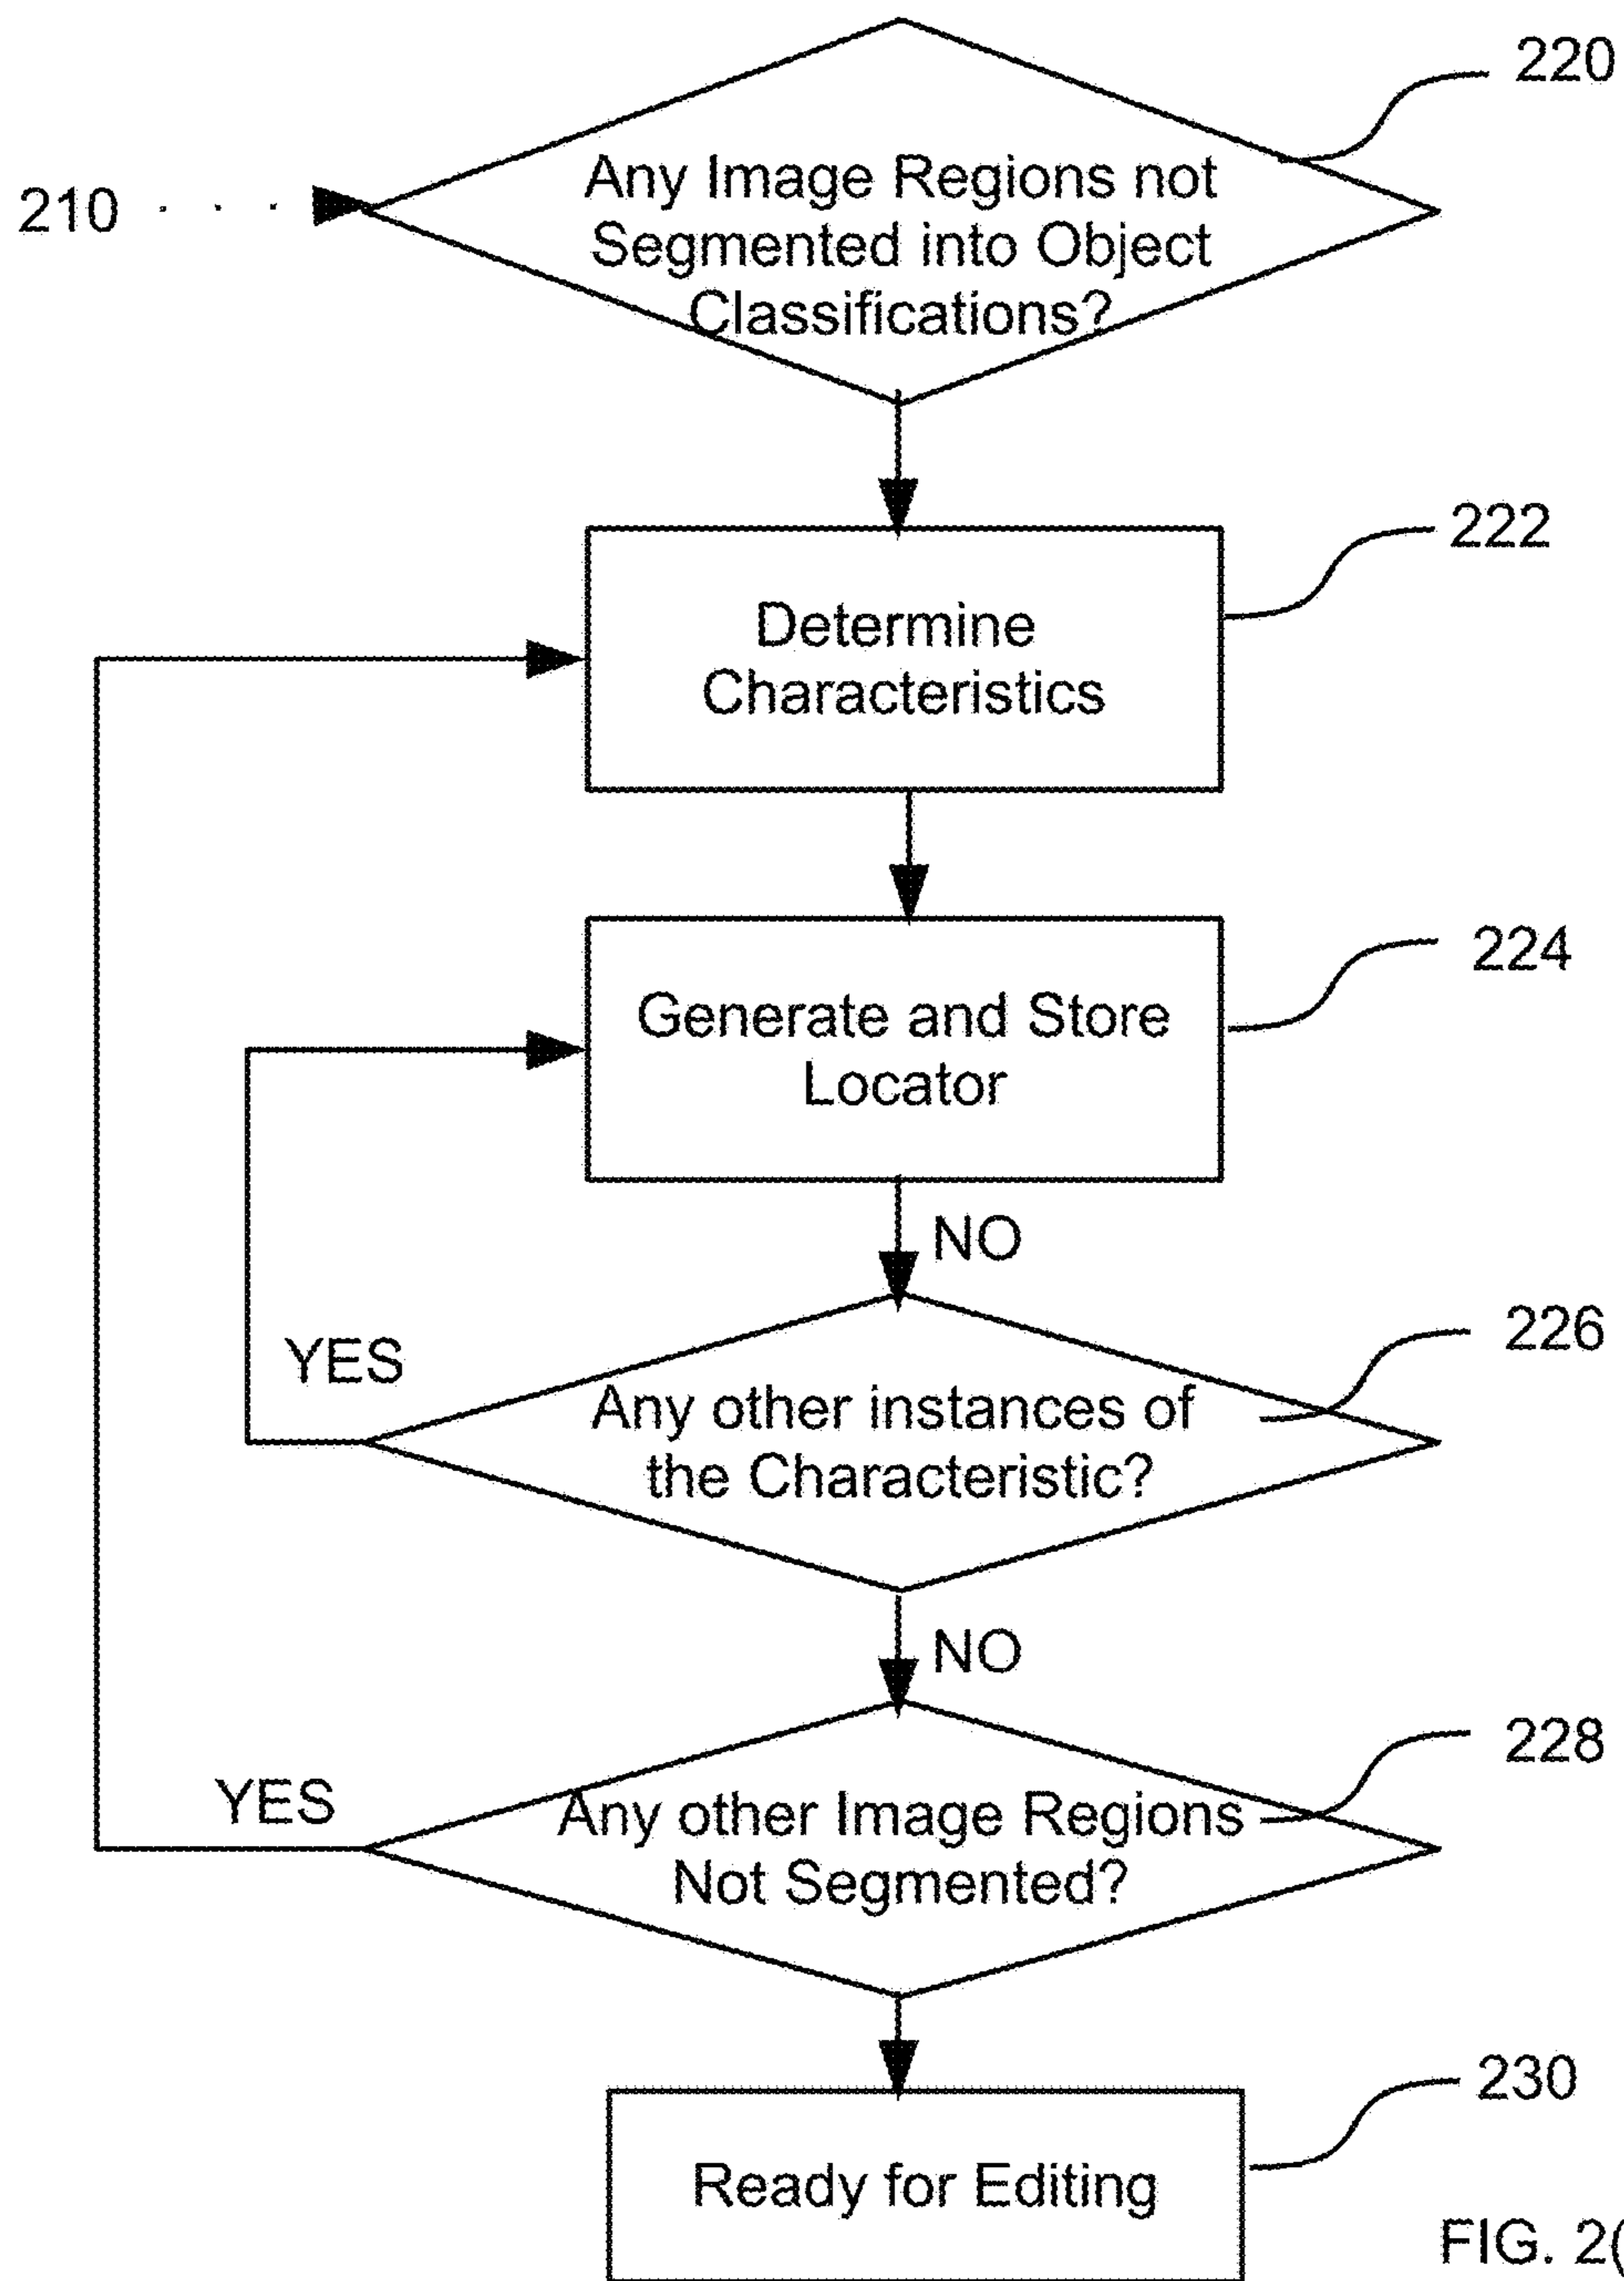 220
Any Image Regions not
210 . . .
Segmented into Object
Classifications?
222
Determine
Characteristics
224
Generate and Store
Locator
NO
226
YES
Any other instances of
the Characteristic?
NO
228
YES
Any other Image Regions
Not Segmented?
230
Ready for Editing
FIG. 2(